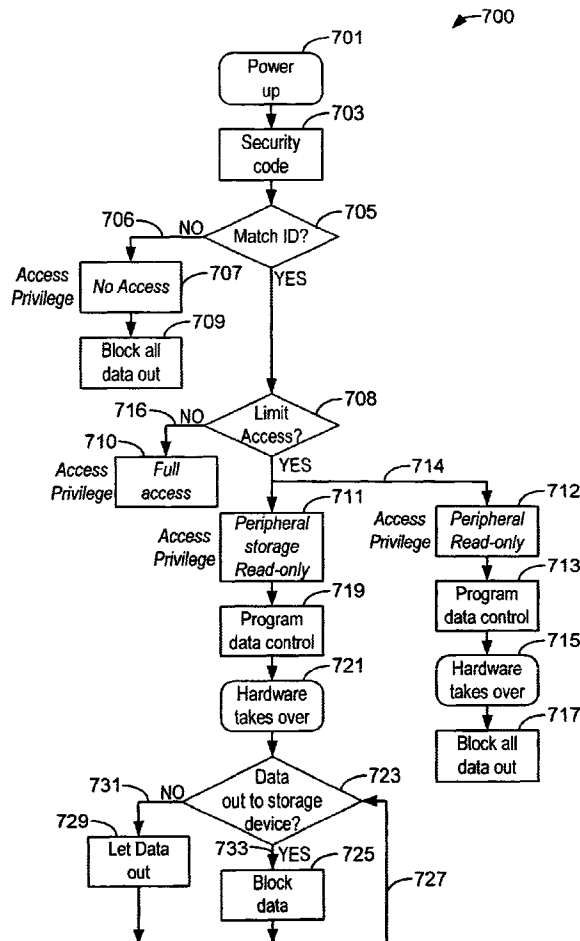 700
701
Power
up
703
Security
code
705
706
NO
Match ID?
YES
Access
Privilege
No Access
707
709
Block all
data out
716
NO
Limit
Access?
708
YES
714
710
Access
Privilege
Full
access
711
Access
Privilege
Peripheral
storage
Read-only
712
Access
Privilege
Peripheral
Read-only
719
Program
data control
713
Program
data control
721
Hardware
takes over
715
Hardware
takes over
717
Block all
data out
731
NO
Data
out to storage
device?
723
733
YES
729
Let Data
out
725
Block
data
727